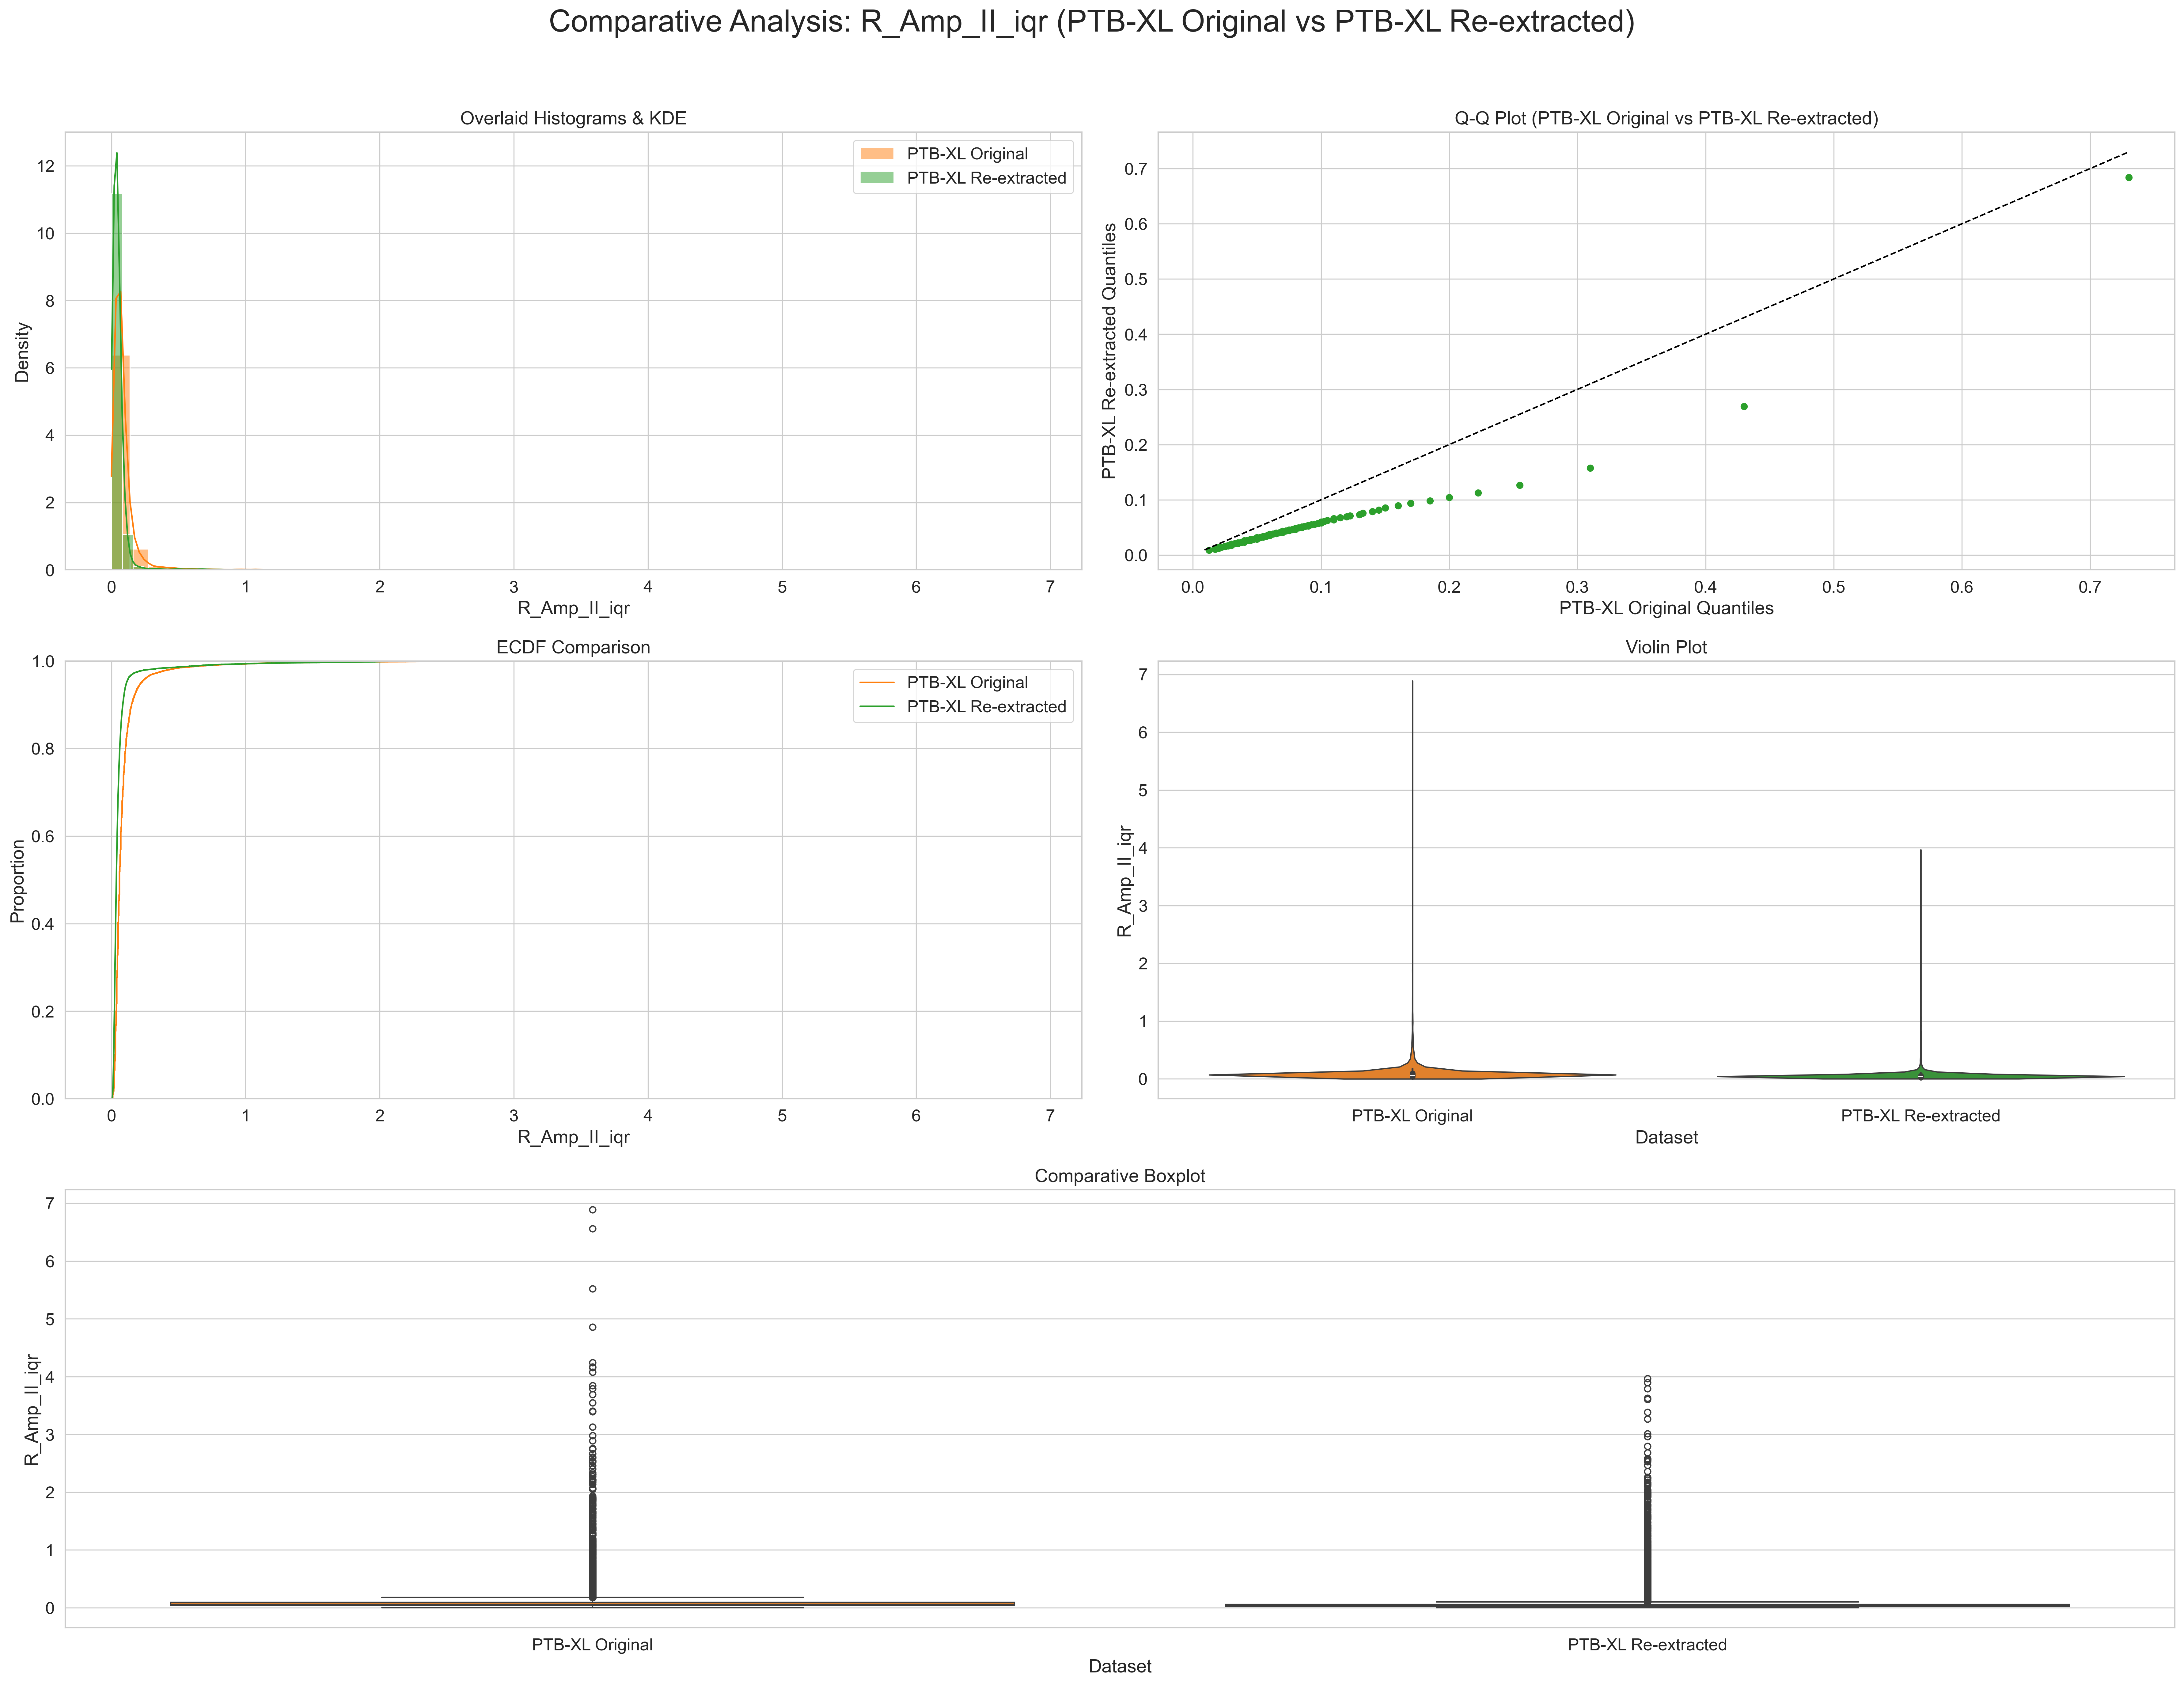 Comparative Analysis: R_Amp_II_iqr (PTB-XL Original vs PTB-XL Re-extracted)
Overlaid Histograms & KDE
PTB-XL Original
PTB-XL Re-extracted
Density
12
10
8
6
4
2
0
0 1 2 3 4 5 6 7
R_Amp_II_iqr
Q-Q Plot (PTB-XL Original vs PTB-XL Re-extracted)
PTB-XL Re-extracted Quantiles
0.7
0.6
0.5
0.4
0.3
0.2
0.1
0.0
0.0 0.1 0.2 0.3 0.4 0.5 0.6 0.7
PTB-XL Original Quantiles
ECDF Comparison
PTB-XL Original
PTB-XL Re-extracted
Proportion
1.0
0.8
0.6
0.4
0.2
0.0
0 1 2 3 4 5 6 7
R_Amp_II_iqr
Violin Plot
R_Amp_II_iqr
7
6
5
4
3
2
1
0
PTB-XL Original PTB-XL Re-extracted
Dataset
Comparative Boxplot
R_Amp_II_iqr
7
6
5
4
3
2
1
0
PTB-XL Original PTB-XL Re-extracted
Dataset